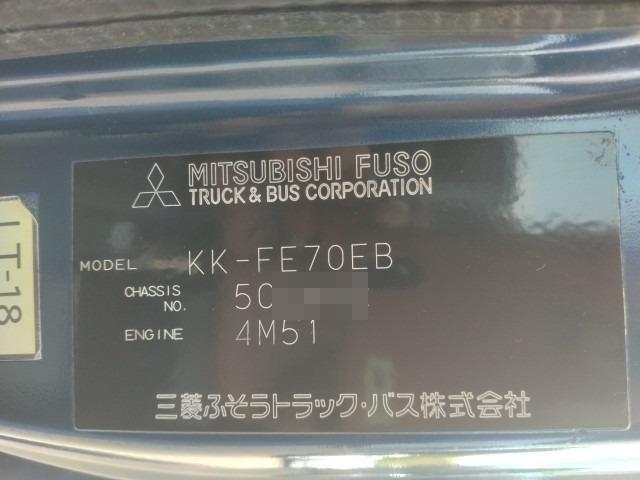 MITSUBISHI FUSO
TRUCK & BUS CORPORATION
MODEL KK-FE70EB
CHASSIS NO. 50
ENGINE 4M51
三菱ふそうトラック・バス株式会社
LT-18